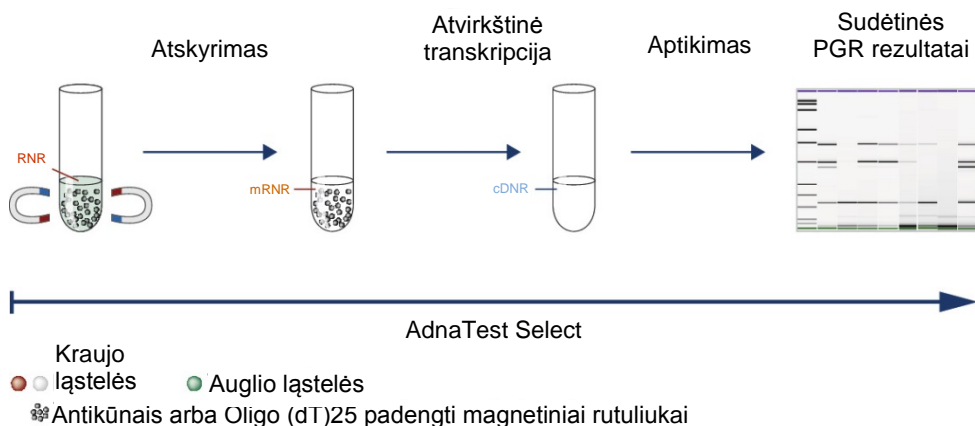 Atskyrimas
Atvirkštinė
transkripcija
Aptikimas
Sudėtinės
PGR rezultatai
RNR
mRNR
cDNR
AdnaTest Select
Kraujo
ląstelės
Auglio ląstelės
Antikūnais arba Oligo (dT)25 padengti magnetiniai rutuliukai